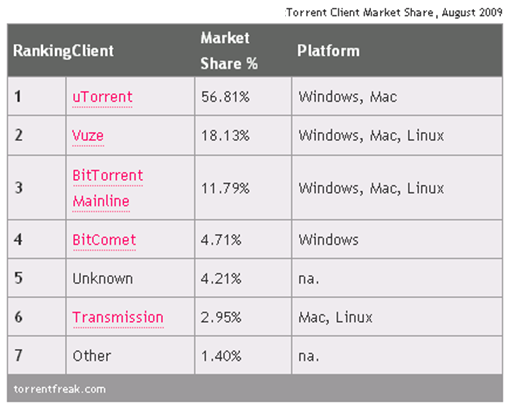 Torrent Client Market Share, August 2009
Ranking Client Market Share % Platform
1 uTorrent 56.81% Windows, Mac
2 Vuze 18.13% Windows, Mac, Linux
3 BitTorrent Mainline 11.79% Windows, Mac, Linux
4 BitComet 4.71% Windows
5 Unknown 4.21% na.
6 Transmission 2.95% Mac, Linux
7 Other 1.40% na.
torrentfreak.com